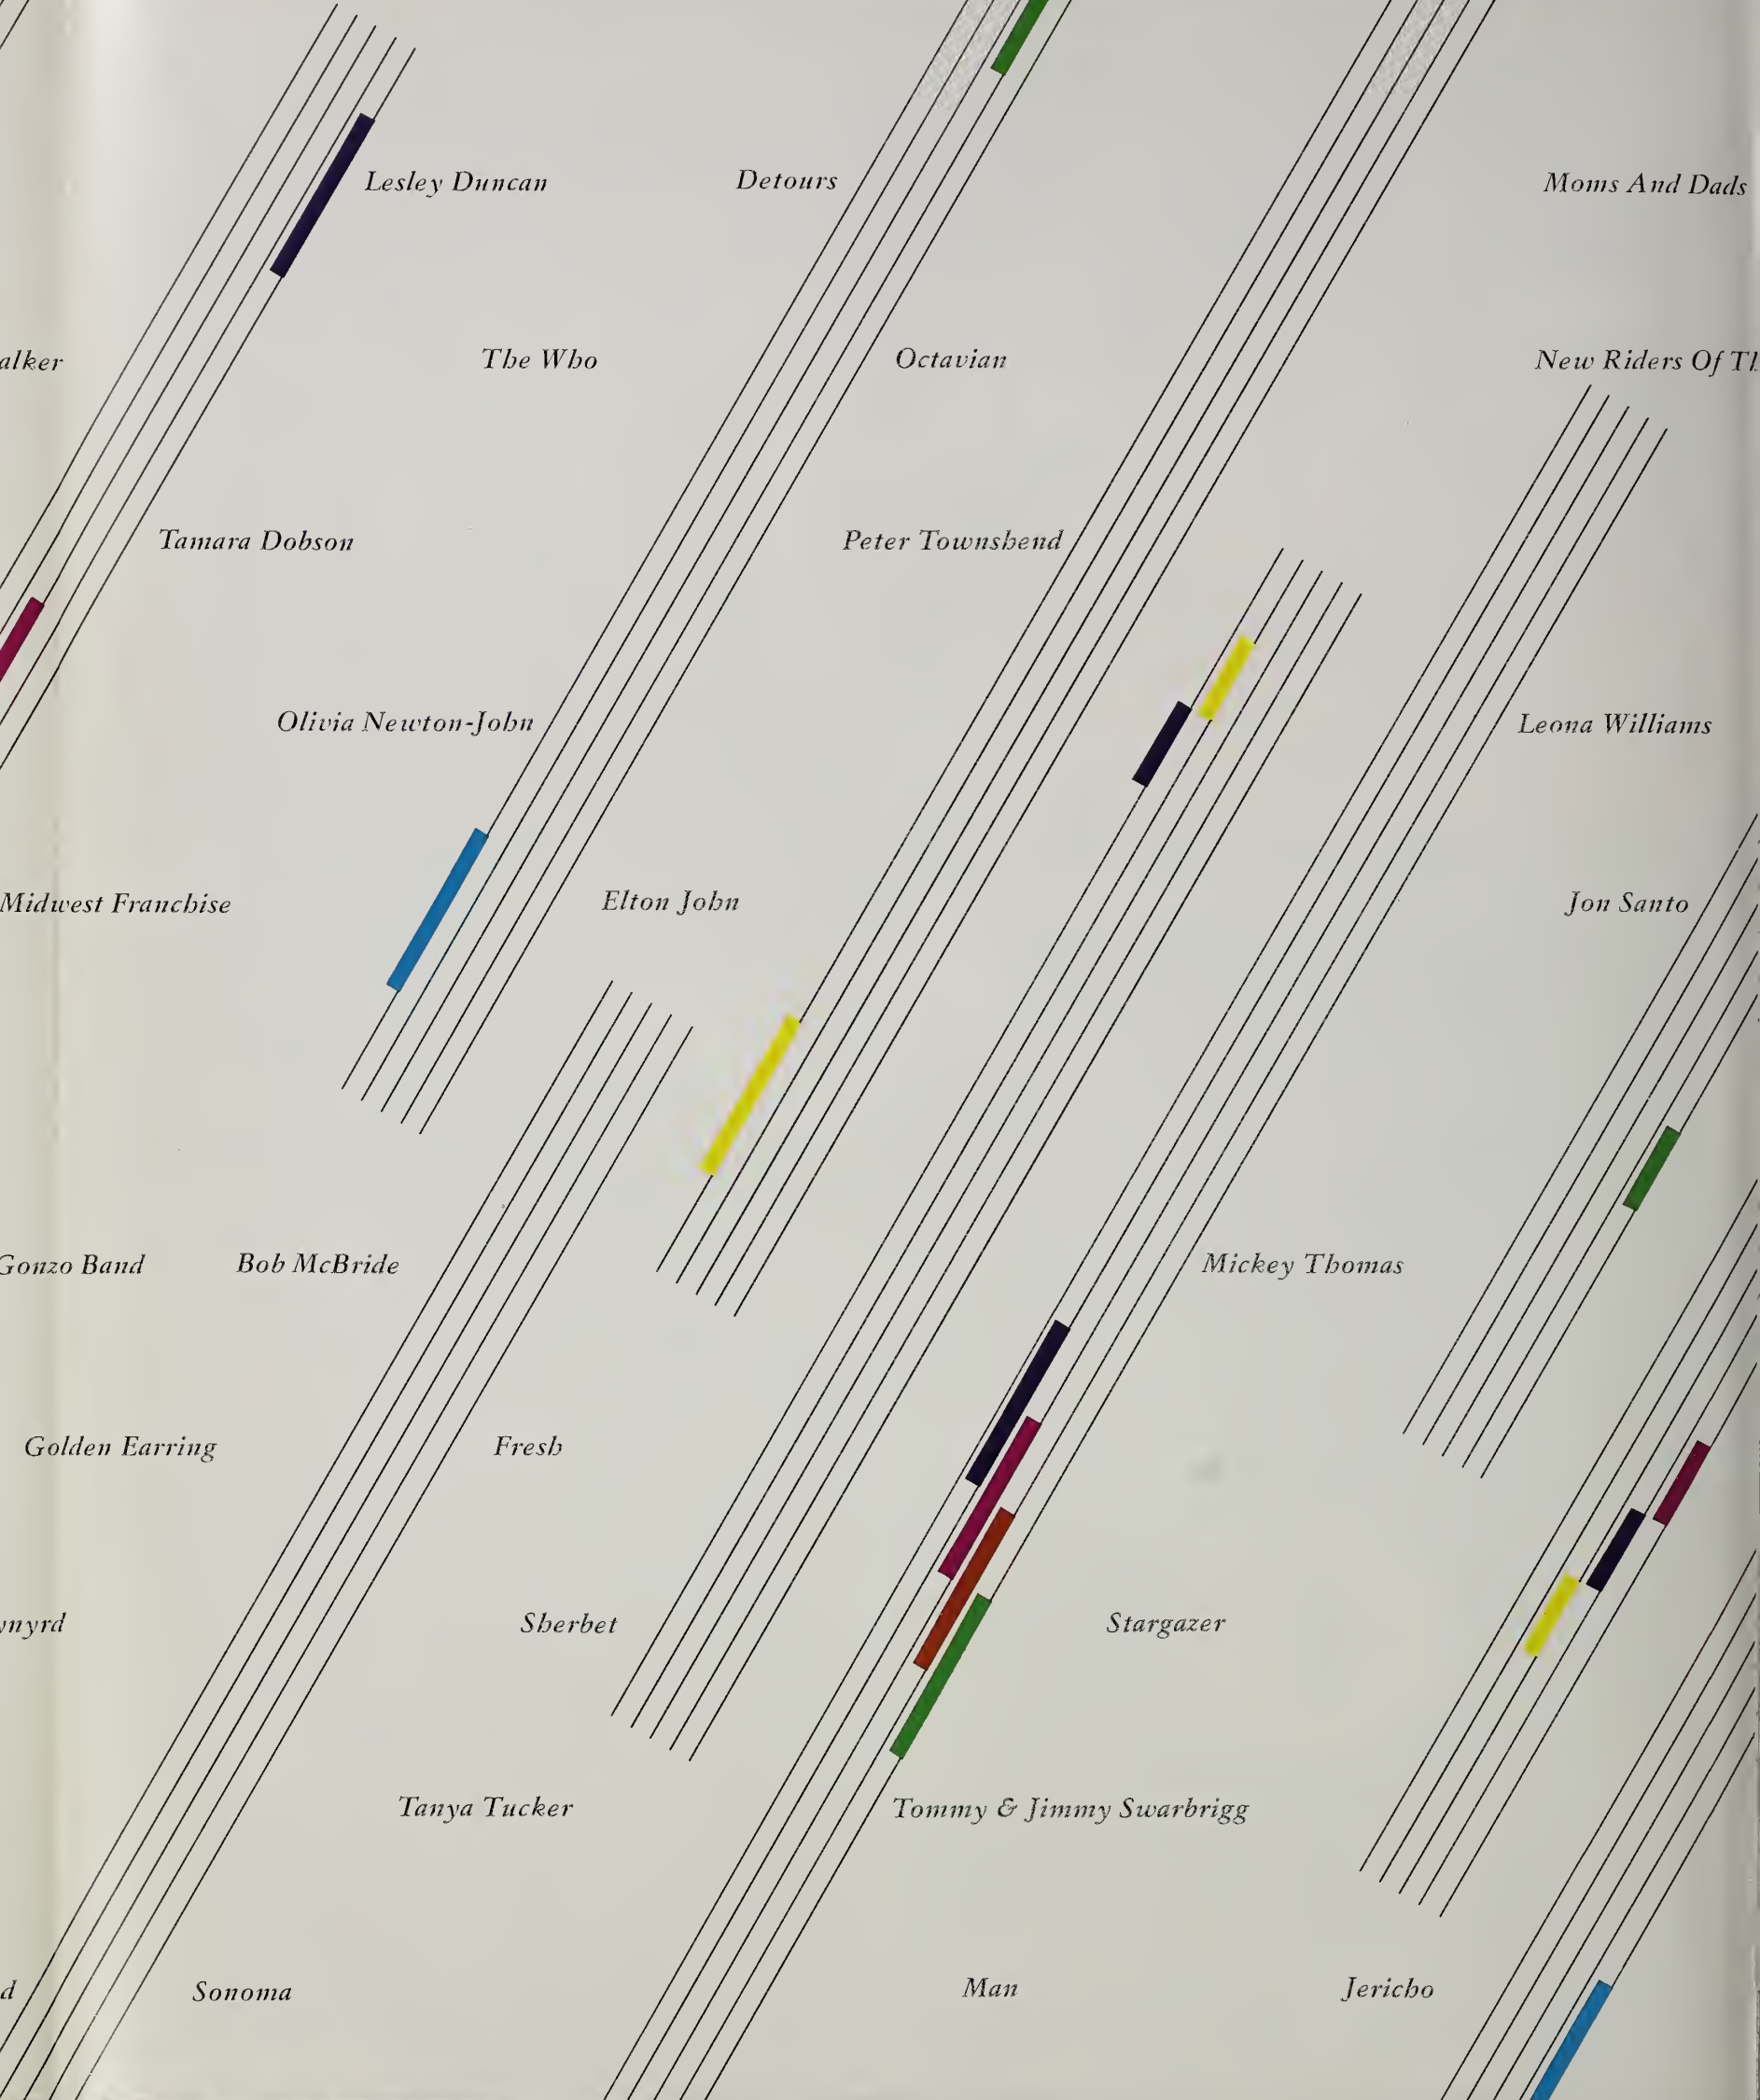 Lesley Duncan Detours Moms And Dads
alker The Who Octavian New Riders Of
Tamara Dobson Peter Townshend
Olivia Newton-John Leona Williams
Midwest Franchise Elton John Jon Santo
Gonzo Band Bob McBride Mickey Thomas
Golden Earring Fresh
ynyrd Sherbet Stargazer
Tanya Tucker Tommy & Jimmy Swarbrigg
d Sonoma Man Jericho